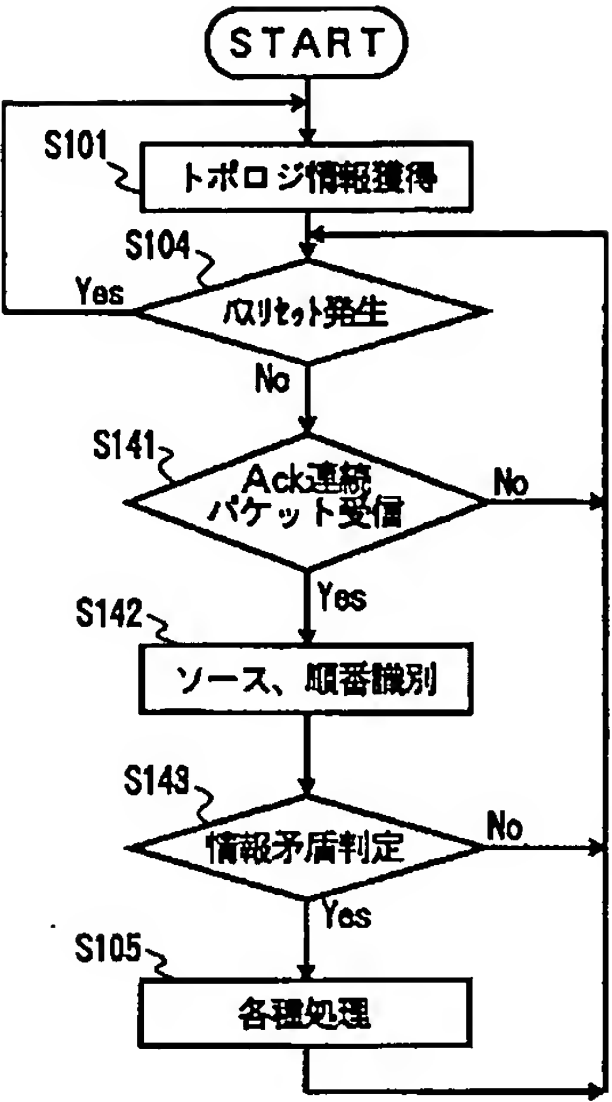 START
S101
トポロジ情報獲得
S104
バスリセット発生
Yes
No
S141
Ack連続
パケット受信
No
Yes
S142
ソース、順番識別
S143
情報矛盾判定
No
Yes
S105
各種処理